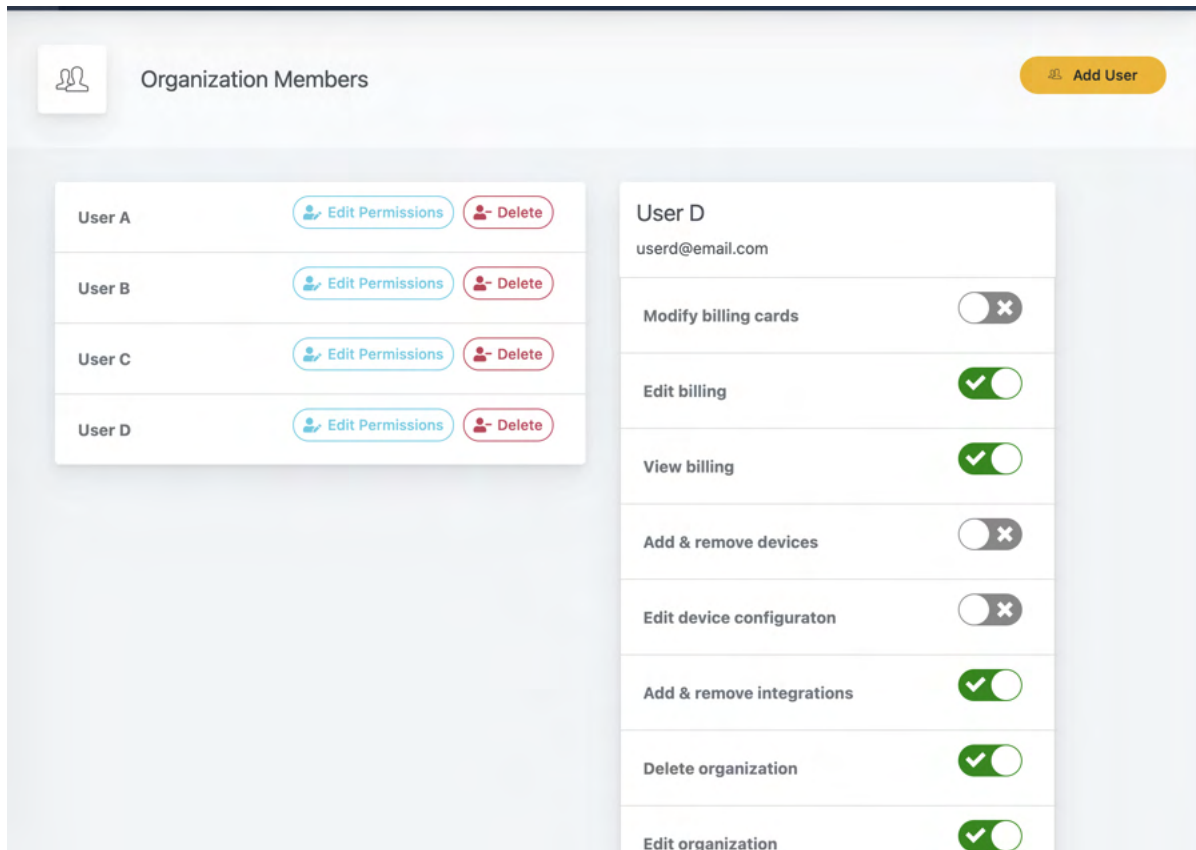 Organization Members
Add User
User A Edit Permissions Delete
User B Edit Permissions Delete
User C Edit Permissions Delete
User D Edit Permissions Delete
User D
userd@email.com
Modify billing cards
Edit billing
View billing
Add & remove devices
Edit device configuraton
Add & remove integrations
Delete organization
Edit organization